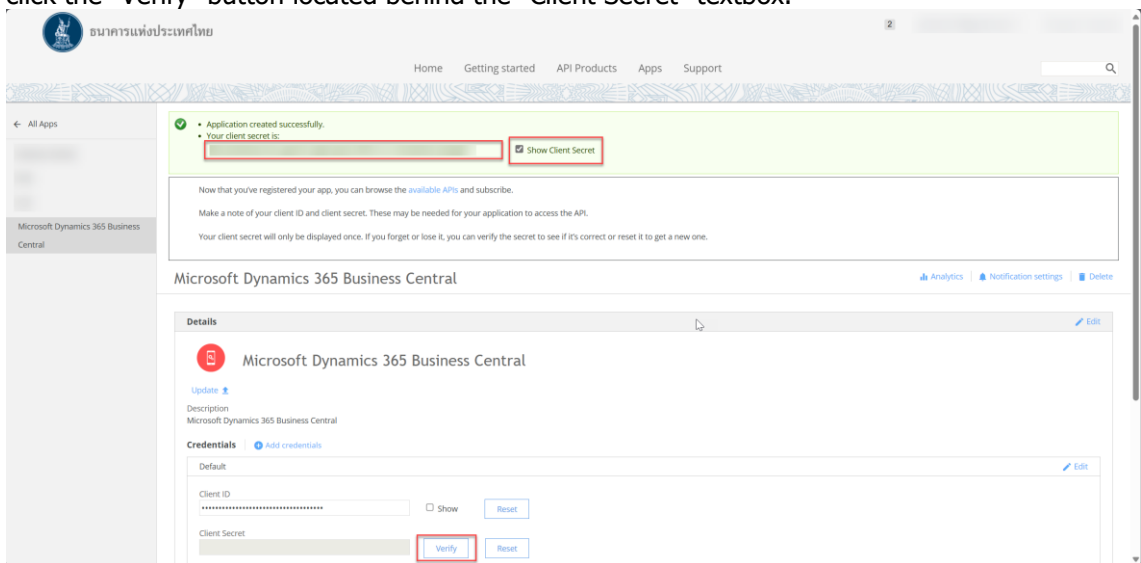 click the "Verify" button located behind the "Client Secret" textbox.
ธนาคารแห่งประเทศไทย
2
Home Getting started API Products Apps Support
← All Apps
• Application created successfully.
• Your client secret is:
Show Client Secret
Now that you've registered your app, you can browse the available APIs and subscribe.
Make a note of your client ID and client secret. These may be needed for your application to access the API.
Your client secret will only be displayed once. If you forget or lose it, you can verify the secret to see if it's correct or reset it to get a new one.
Microsoft Dynamics 365 Business
Central
Microsoft Dynamics 365 Business Central
Analytics | Notification settings | Delete
Details
Edit
Microsoft Dynamics 365 Business Central
Update
Description
Microsoft Dynamics 365 Business Central
Credentials | Add credentials
Default
Edit
Client ID
Show Reset
Client Secret
Verify Reset